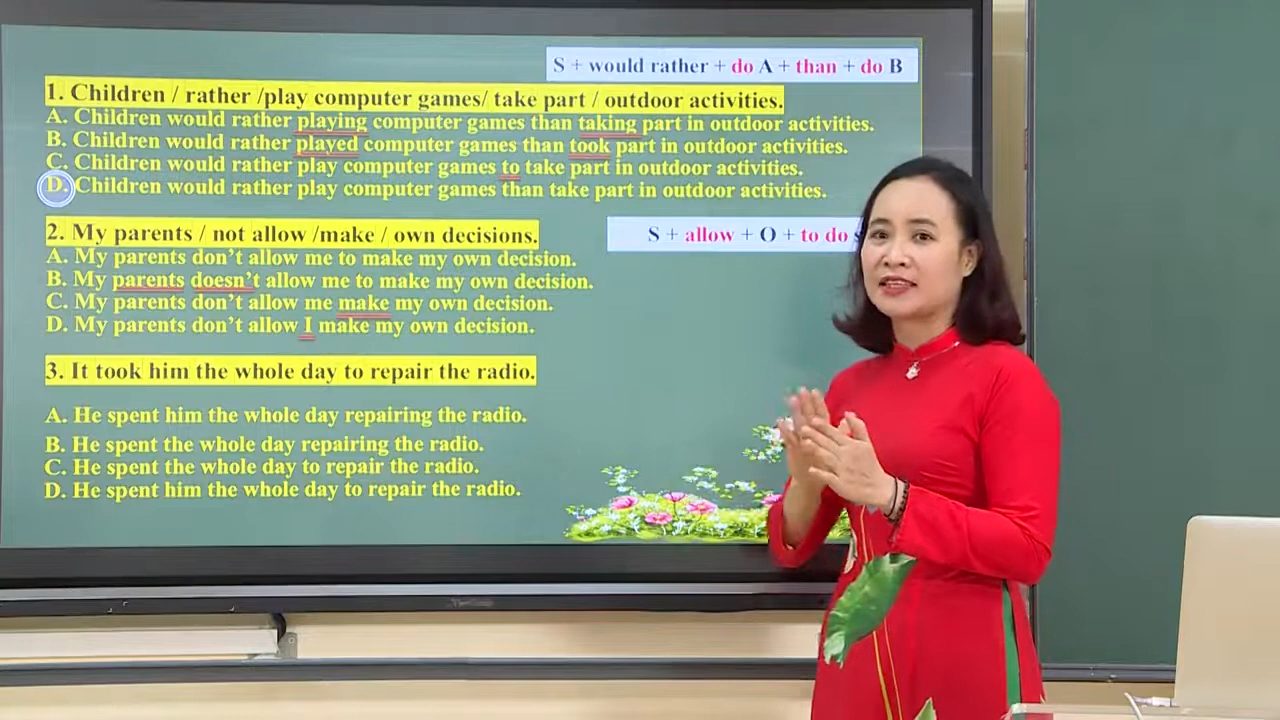 S + would rather + do A + than + do B
1. Children / rather /play computer games/ take part / outdoor activities.
A. Children would rather playing computer games than taking part in outdoor activities.
B. Children would rather played computer games than took part in outdoor activities.
C. Children would rather play computer games to take part in outdoor activities.
D. Children would rather play computer games than take part in outdoor activities.
2. My parents / not allow /make / own decisions.
S + allow + O + to do
A. My parents don’t allow me to make my own decision.
B. My parents doesn’t allow me to make my own decision.
C. My parents don’t allow me make my own decision.
D. My parents don’t allow I make my own decision.
3. It took him the whole day to repair the radio.
A. He spent him the whole day repairing the radio.
B. He spent the whole day repairing the radio.
C. He spent the whole day to repair the radio.
D. He spent him the whole day to repair the radio.